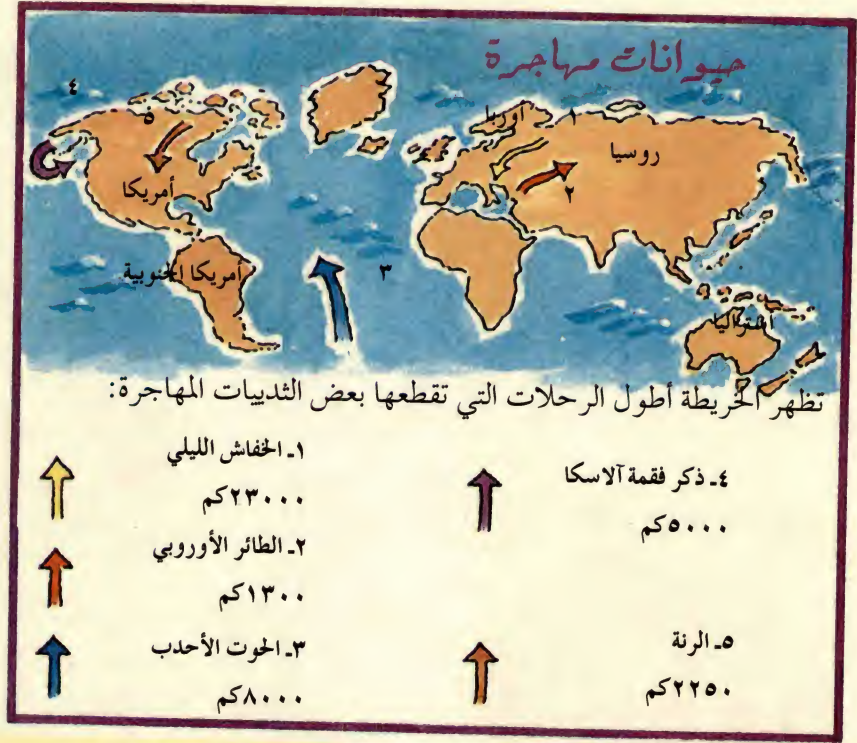 حيوانات مهاجرة
٤
٥
أوربا
١
روسيا
أمريكا
٢
أمريكا الجنوبية
٣
استراليا
تظهر الخريطة أطول الرحلات التي تقطعها بعض الثدييات المهاجرة:
١ـ الخفاش الليلي
٢٣٠٠٠كم
٢ـ الطائر الأوروبي
١٣٠٠كم
٣ـ الحوت الأحدب
٨٠٠٠كم
٤ـ ذكر فقمة آلاسكا
٥٠٠٠كم
٥ـ الرنة
٢٢٥٠كم